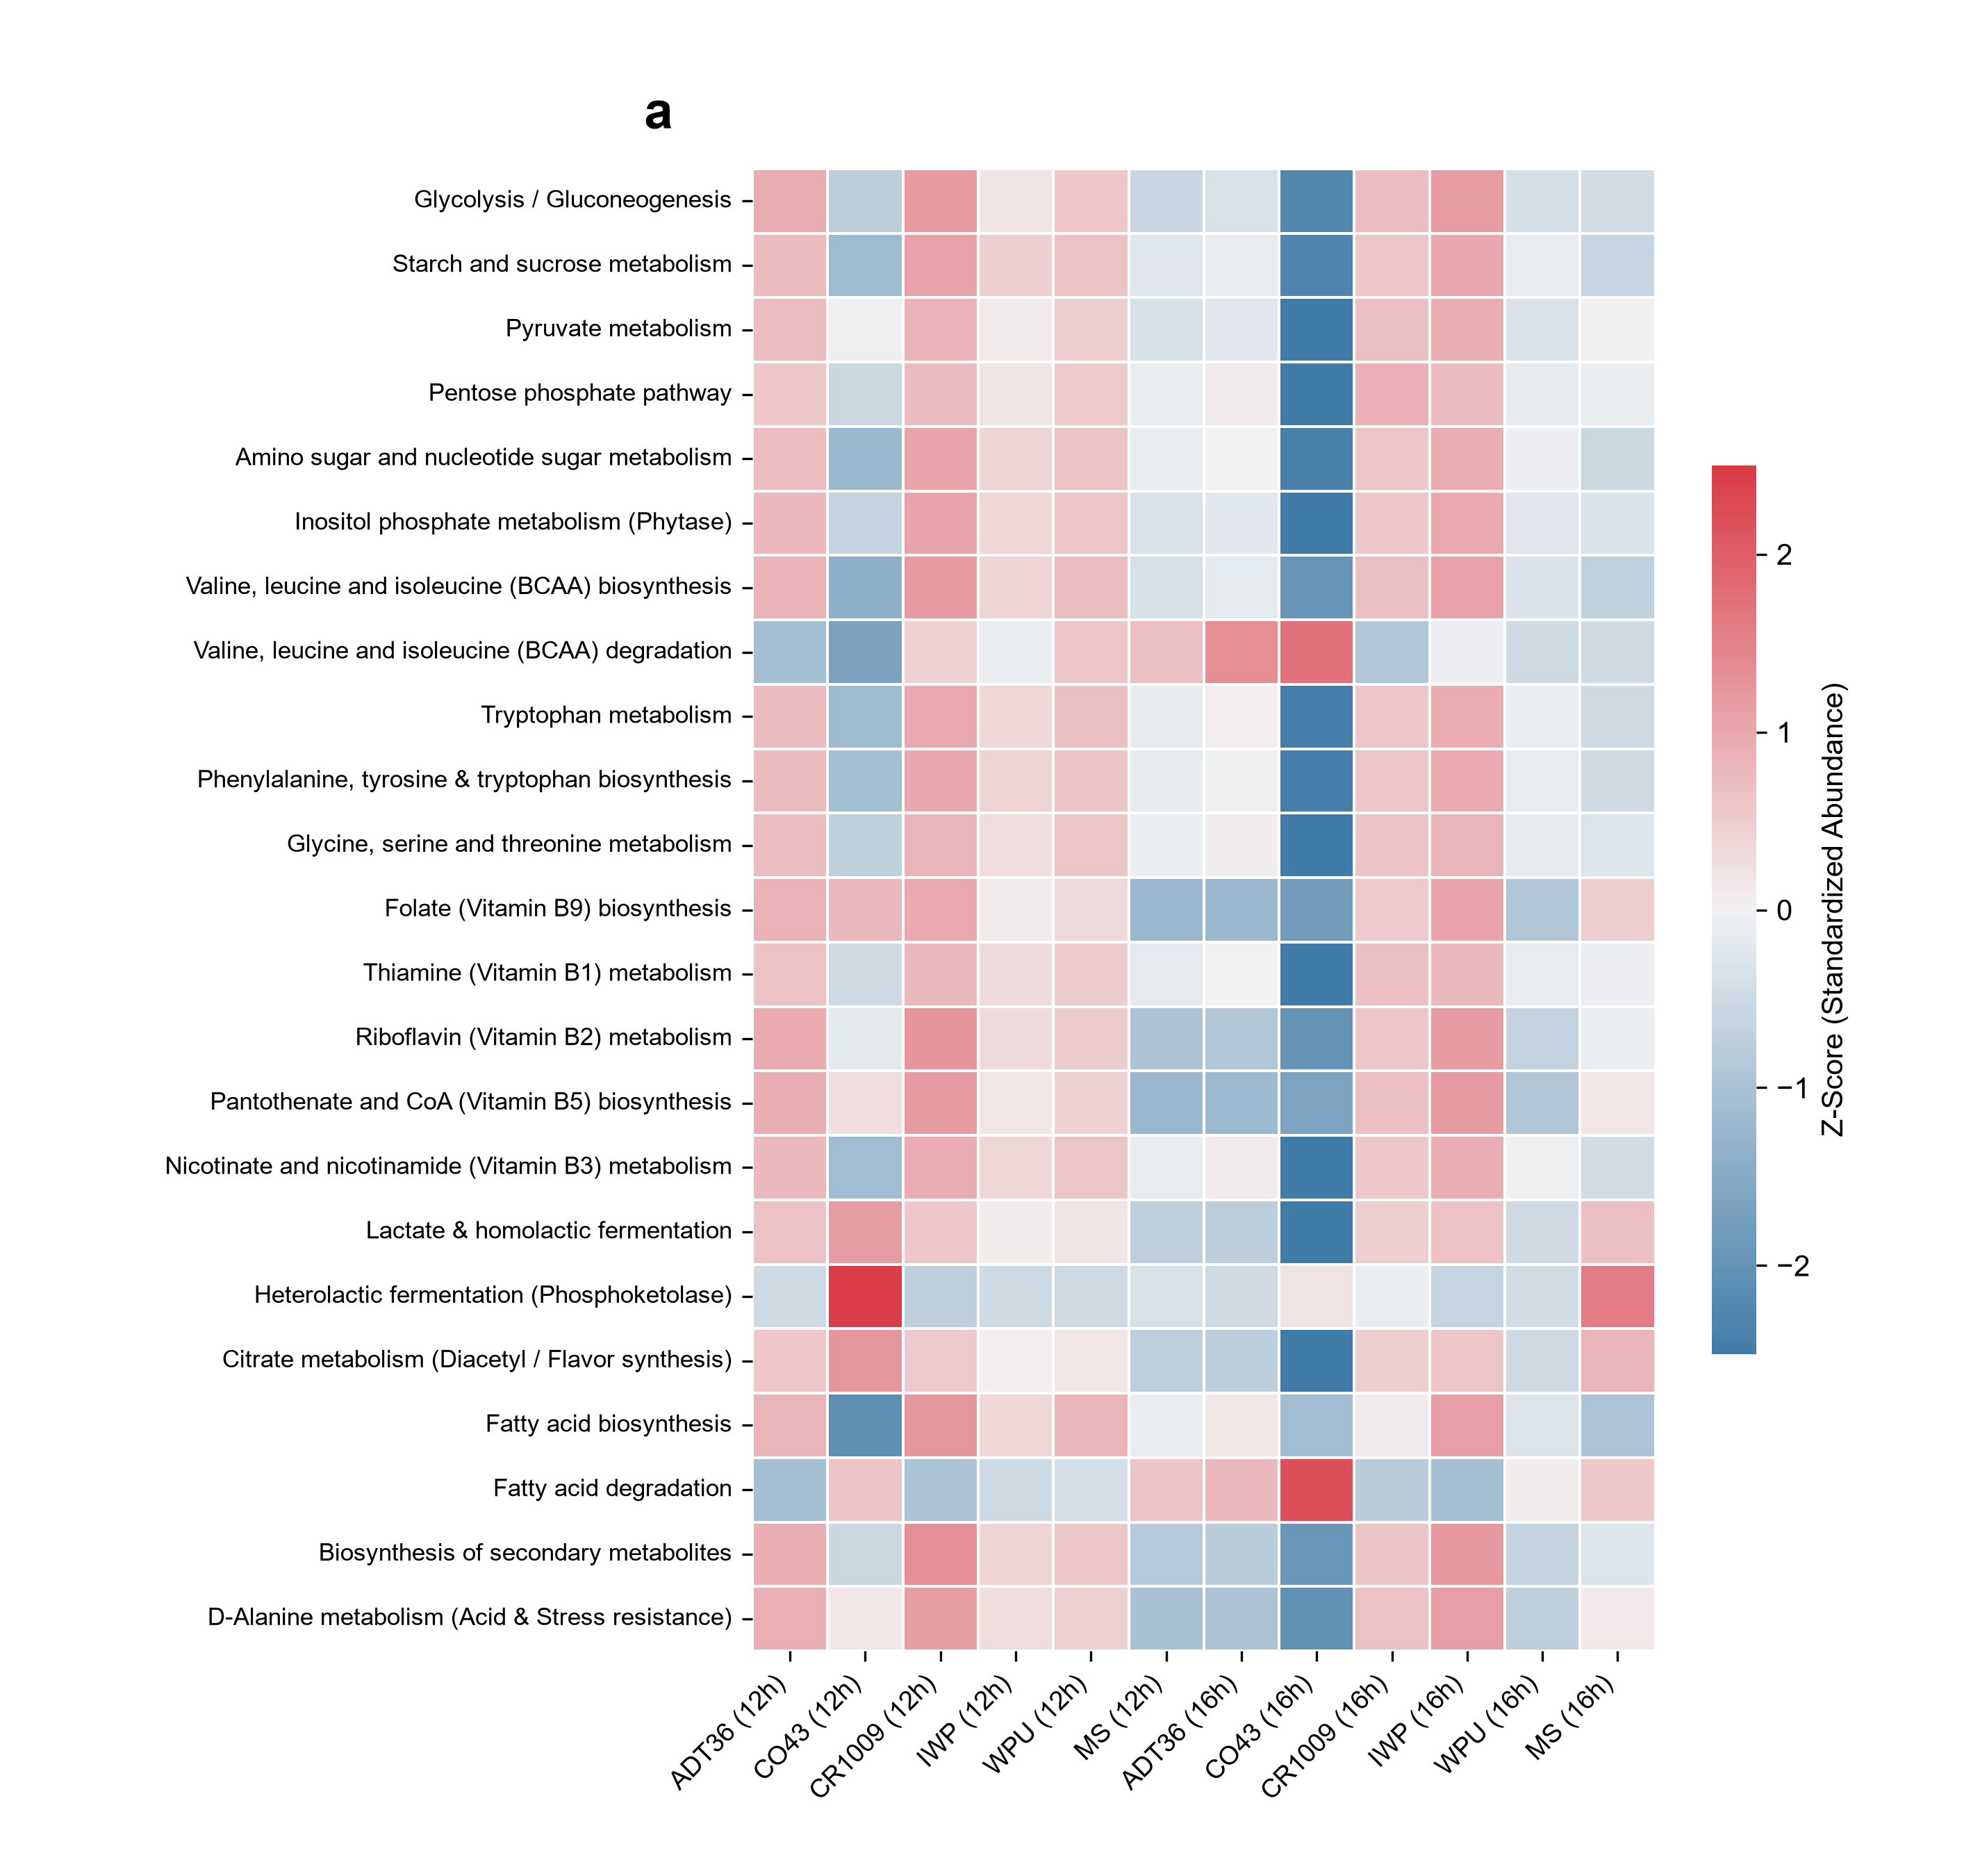 a
Glycolysis / Gluconeogenesis
Starch and sucrose metabolism
Pyruvate metabolism
Pentose phosphate pathway
Amino sugar and nucleotide sugar metabolism
Inositol phosphate metabolism (Phytase)
Valine, leucine and isoleucine (BCAA) biosynthesis
Valine, leucine and isoleucine (BCAA) degradation
Tryptophan metabolism
Phenylalanine, tyrosine & tryptophan biosynthesis
Glycine, serine and threonine metabolism
Folate (Vitamin B9) biosynthesis
Thiamine (Vitamin B1) metabolism
Riboflavin (Vitamin B2) metabolism
Pantothenate and CoA (Vitamin B5) biosynthesis
Nicotinate and nicotinamide (Vitamin B3) metabolism
Lactate & homolactic fermentation
Heterolactic fermentation (Phosphoketolase)
Citrate metabolism (Diacetyl / Flavor synthesis)
Fatty acid biosynthesis
Fatty acid degradation
Biosynthesis of secondary metabolites
D-Alanine metabolism (Acid & Stress resistance)
ADT36 (12h)
CO43 (12h)
CR1009 (12h)
IWP (12h)
WPU (12h)
MS (12h)
ADT36 (16h)
CO43 (16h)
CR1009 (16h)
IWP (16h)
WPU (16h)
MS (16h)
2
1
0
−1
−2
Z-Score (Standardized Abundance)